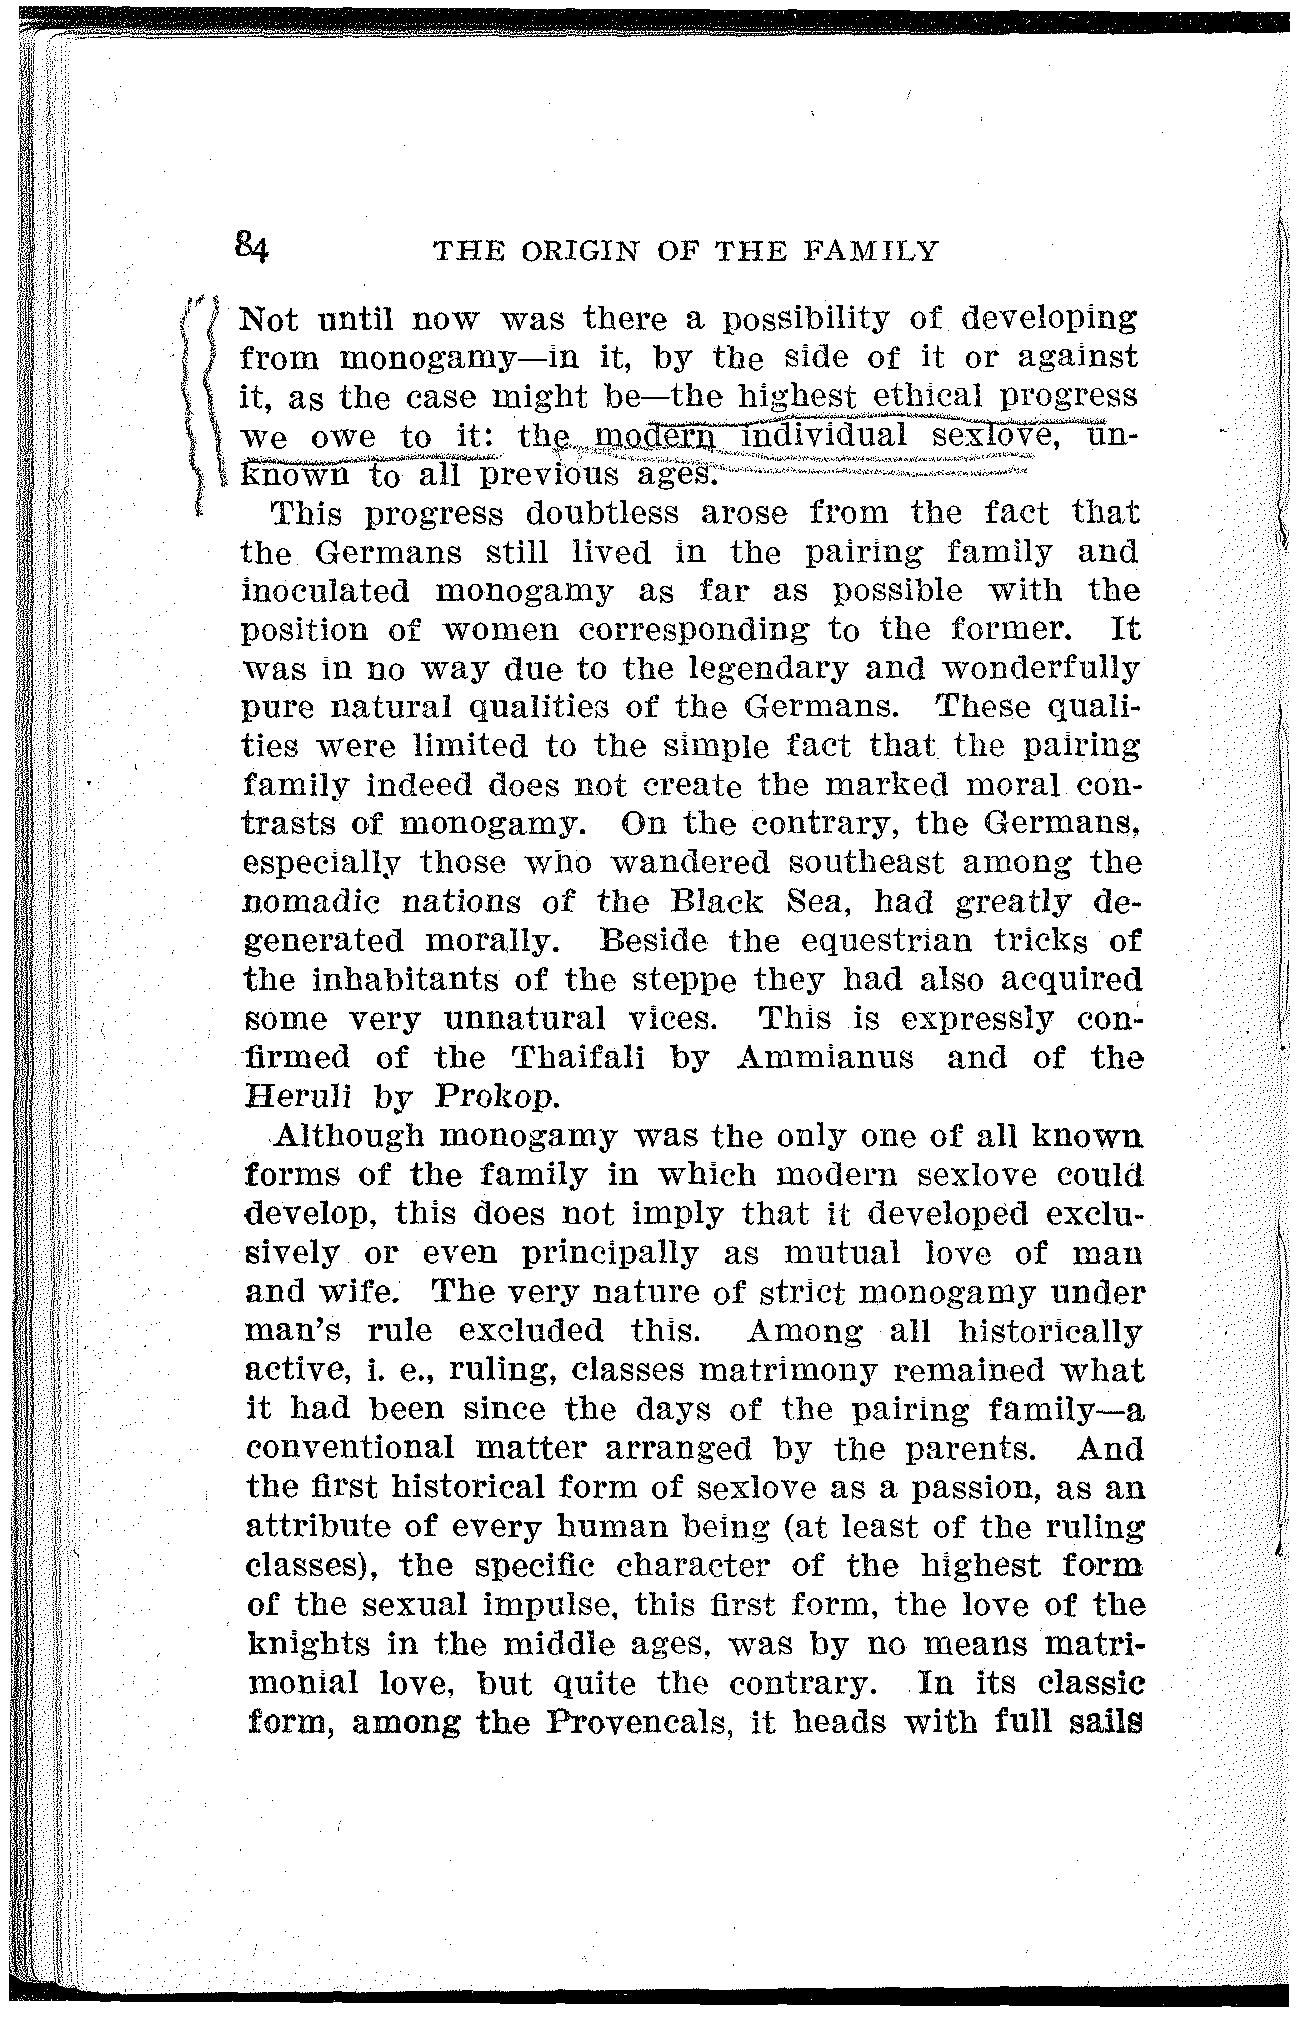 84 THE ORIGIN OF THE FAMILY
Not until now was there a possibility of developing
from monogamy—in it, by the side of it or against
it, as the case might be—the highest ethical progress
we owe to it: the modern individual sexlove, un-
known to all previous ages.
This progress doubtless arose from the fact that
the Germans still lived in the pairing family and
inoculated monogamy as far as possible with the
position of women corresponding to the former. It
was in no way due to the legendary and wonderfully
pure natural qualities of the Germans. These quali-
ties were limited to the simple fact that the pairing
family indeed does not create the marked moral con-
trasts of monogamy. On the contrary, the Germans,
especially those who wandered southeast among the
nomadic nations of the Black Sea, had greatly de-
generated morally. Beside the equestrian tricks of
the inhabitants of the steppe they had also acquired
some very unnatural vices. This is expressly con-
firmed of the Thaifali by Ammianus and of the
Heruli by Prokop.
Although monogamy was the only one of all known
forms of the family in which modern sexlove could
develop, this does not imply that it developed exclu-
sively or even principally as mutual love of man
and wife. The very nature of strict monogamy under
man's rule excluded this. Among all historically
active, i. e., ruling, classes matrimony remained what
it had been since the days of the pairing family—a
conventional matter arranged by the parents. And
the first historical form of sexlove as a passion, as an
attribute of every human being (at least of the ruling
classes), the specific character of the highest form
of the sexual impulse, this first form, the love of the
knights in the middle ages, was by no means matri-
monial love, but quite the contrary. In its classic
form, among the Provencals, it heads with full sails